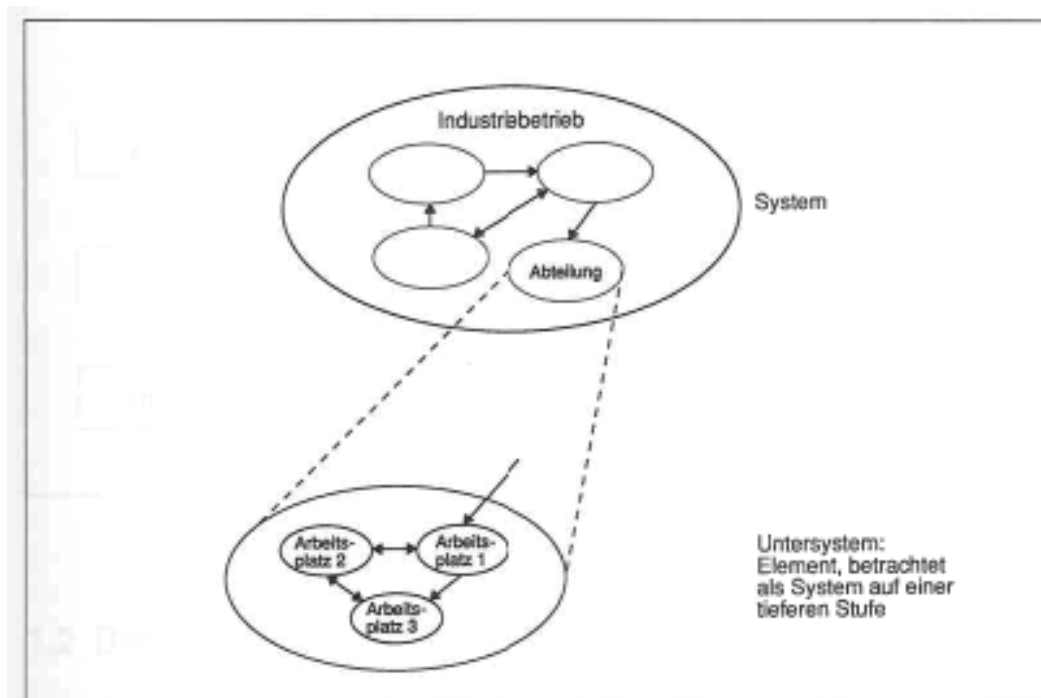 Industriebetrieb
System
Abteilung
Arbeits-
platz 2
Arbeits-
platz 1
Arbeits-
platz 3
Untersystem:
Element, betrachtet
als System auf einer
tieferen Stufe